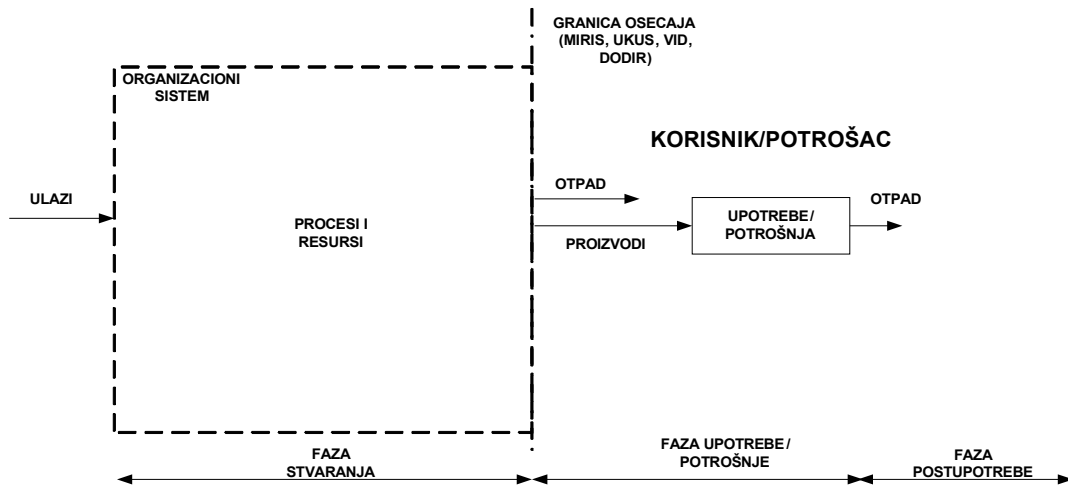 GRANICA OSECAJA
(MIRIS, UKUS, VID,
DODIR)
ORGANIZACIONI
SISTEM
KORISNIK/POTROŠAC
ULAZI
OTPAD
OTPAD
PROCESI I
RESURSI
UPOTREBE/
POTROŠNJA
PROIZVODI
FAZA
STVARANJA
FAZA UPOTREBE/
POTROŠNJE
FAZA
POSTUPOTREBE